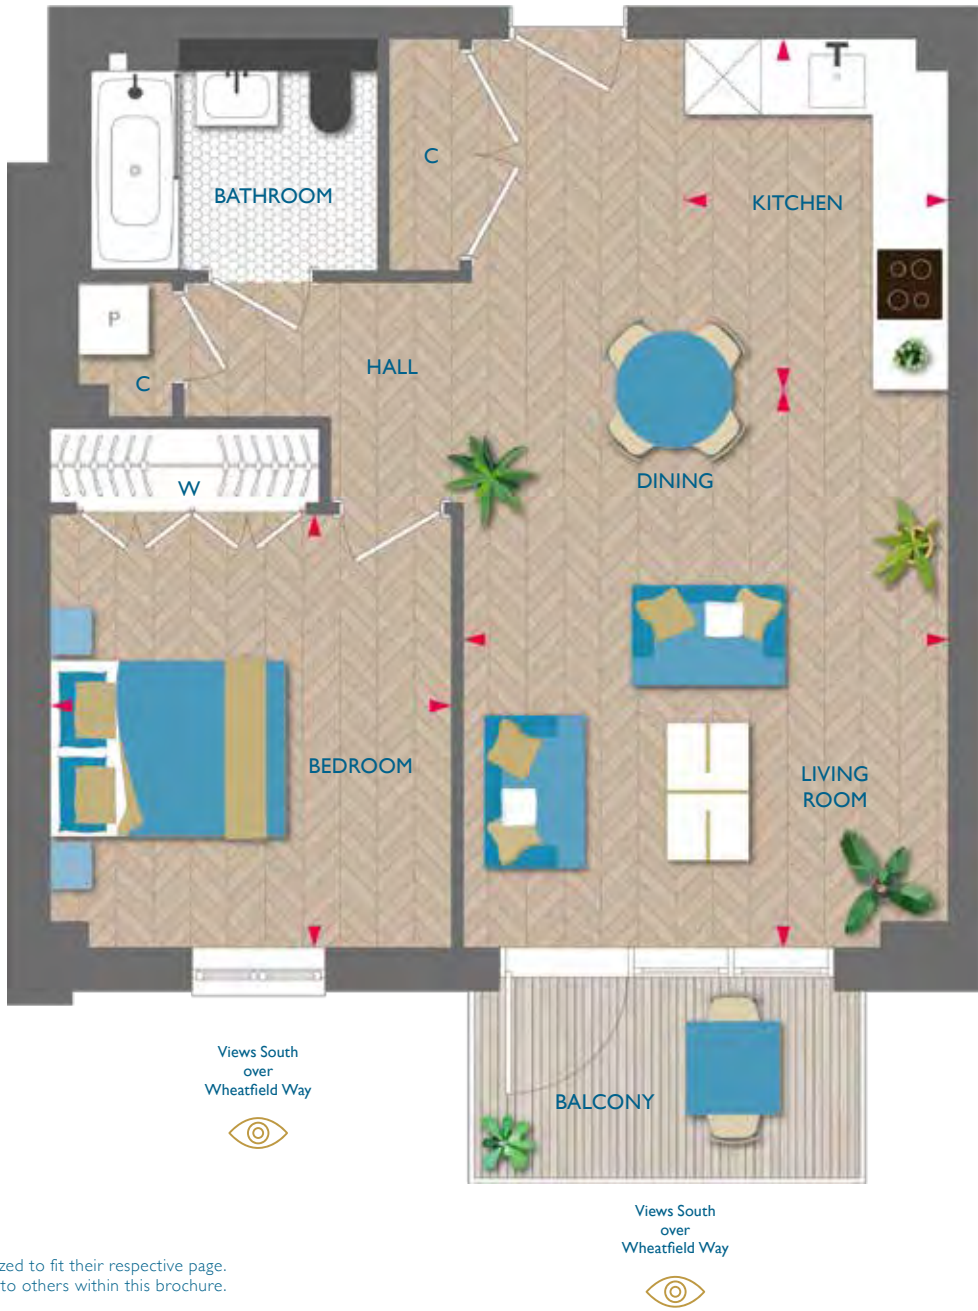 C
BATHROOM
KITCHEN
P
HALL
C
DINING
W
BEDROOM
LIVING
ROOM
Views South
over
Wheatfield Way
BALCONY
Views South
over
Wheatfield Way
to fit their respective page.
to others within this brochure.